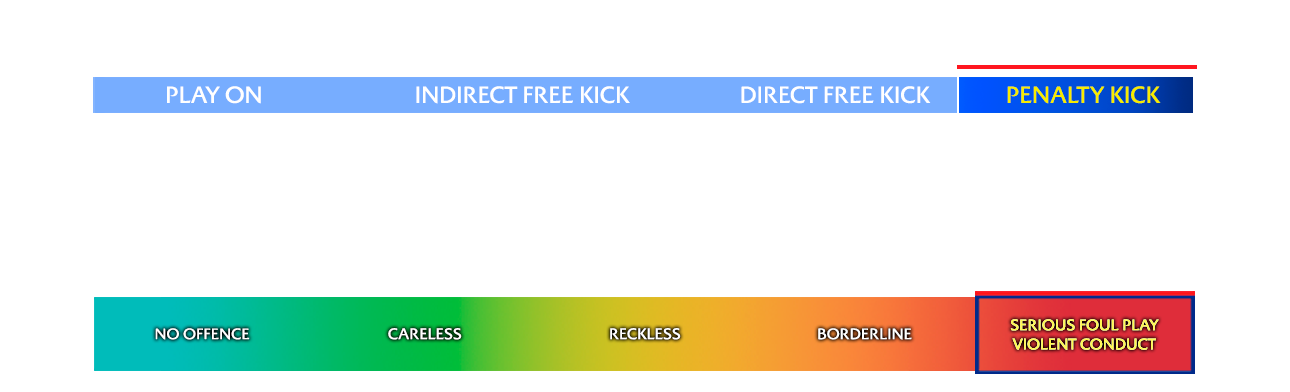 PLAY ON INDIRECT FREE KICK DIRECT FREE KICK PENALTY KICK
NO OFFENCE CARELESS RECKLESS BORDERLINE SERIOUS FOUL PLAY
VIOLENT CONDUCT